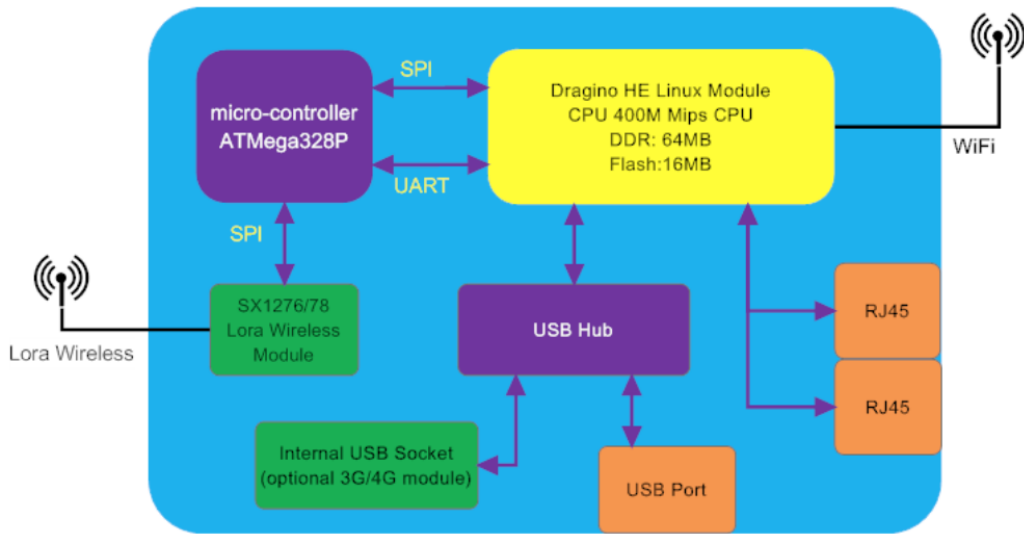 SPI
Dragino HE Linux Module
CPU 400M Mips CPU
DDR: 64MB
Flash:16MB
micro-controller
ATMega328P
WiFi
UART
SPI
SX1276/78
Lora Wireless
Module
Lora Wireless
USB Hub
RJ45
RJ45
Internal USB Socket
(optional 3G/4G module)
USB Port